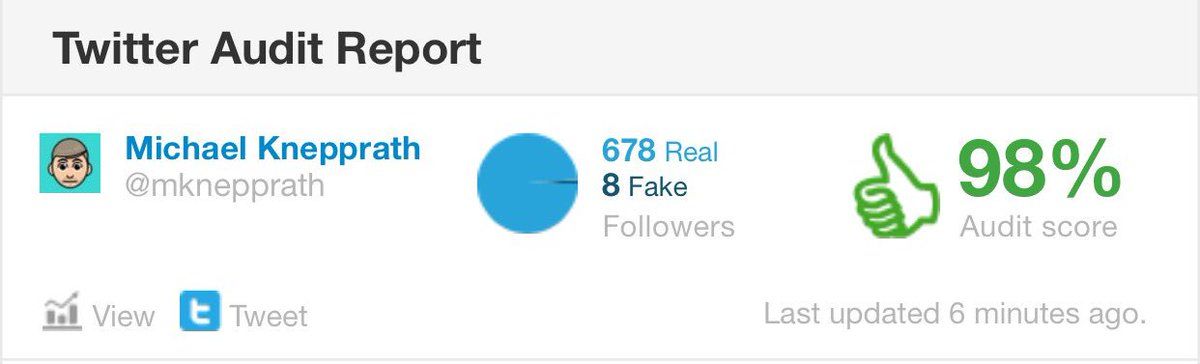 Twitter Audit Report
Michael Knepprath
@mknepprath
678 Real
8 Fake
Followers
98%
Audit score
View
Tweet
Last updated 6 minutes ago.